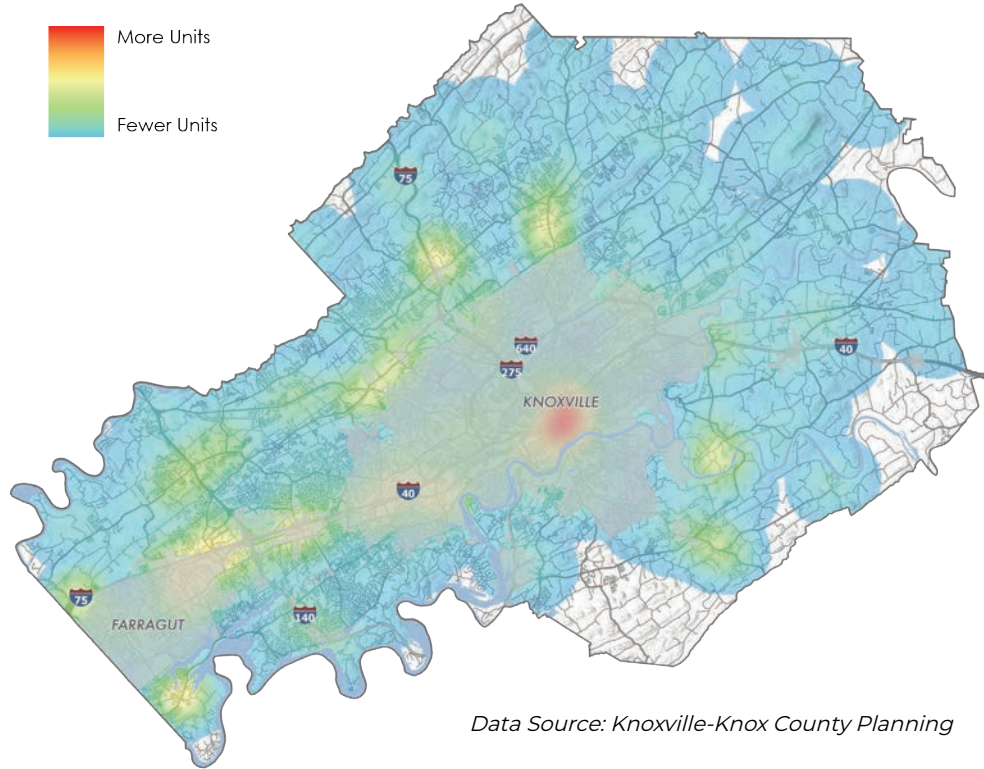 More Units
Fewer Units
75
640
275
40
KNOXVILLE
40
75
FARRAGUT
140
Data Source: Knoxville-Knox County Planning